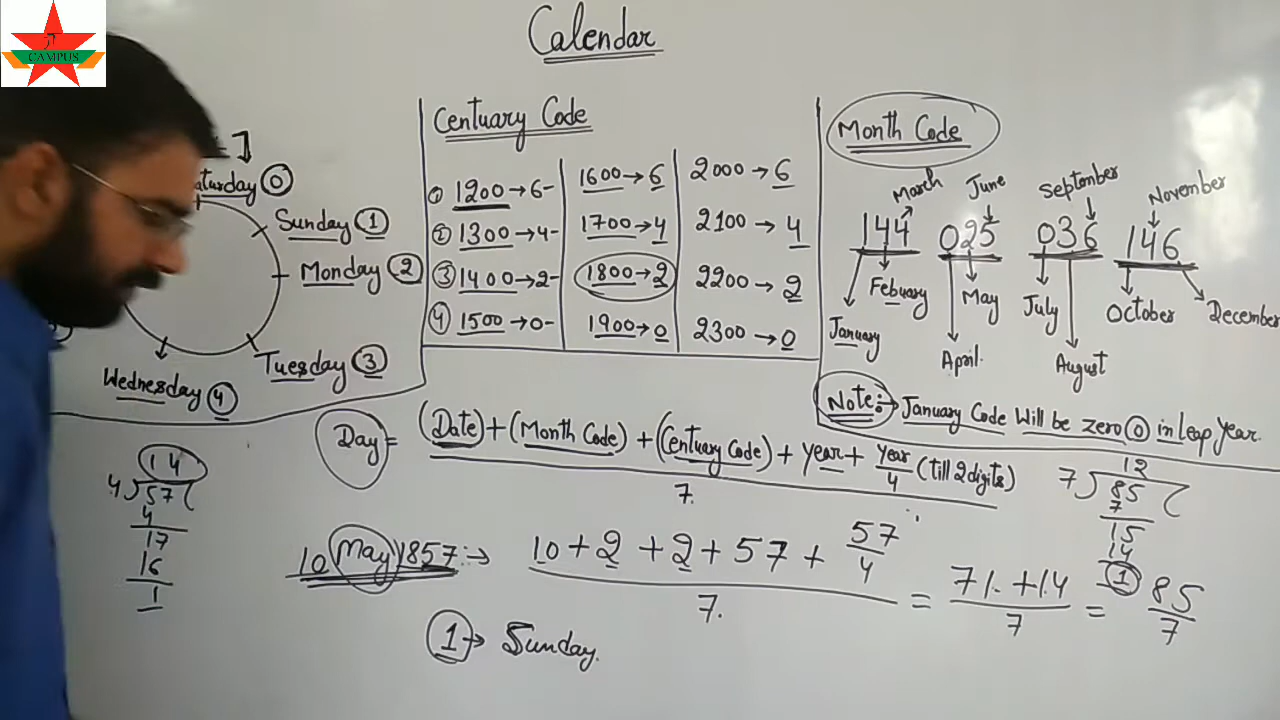 Calendar
CAMPUS
Saturday 0
Sunday 1
Monday 2
Tuesday 3
Wednesday 4
Centuary Code
① 1200→6-
② 1300→4-
③ 1400→2-
④ 1500→0-
1600→6
1700→4
1800→2
1900→0
2000→6
2100→4
2200→2
2300→0
Month Code
March June September November
144 025 036 146
Febuary May July October December
January April. August
Note:→ January Code Will be zero 0 in leap year.
Day = (Date)+(Month Code)+(Centuary Code)+year+year/4 (till 2 digits)
7.
14
4)57(
4
17
16
1
12
7)85(
7
15
14
1
10 May 1857:→ 10+2+2+57+57/4
7.
= 71.+14/7 = 85/7
1→ Sunday.